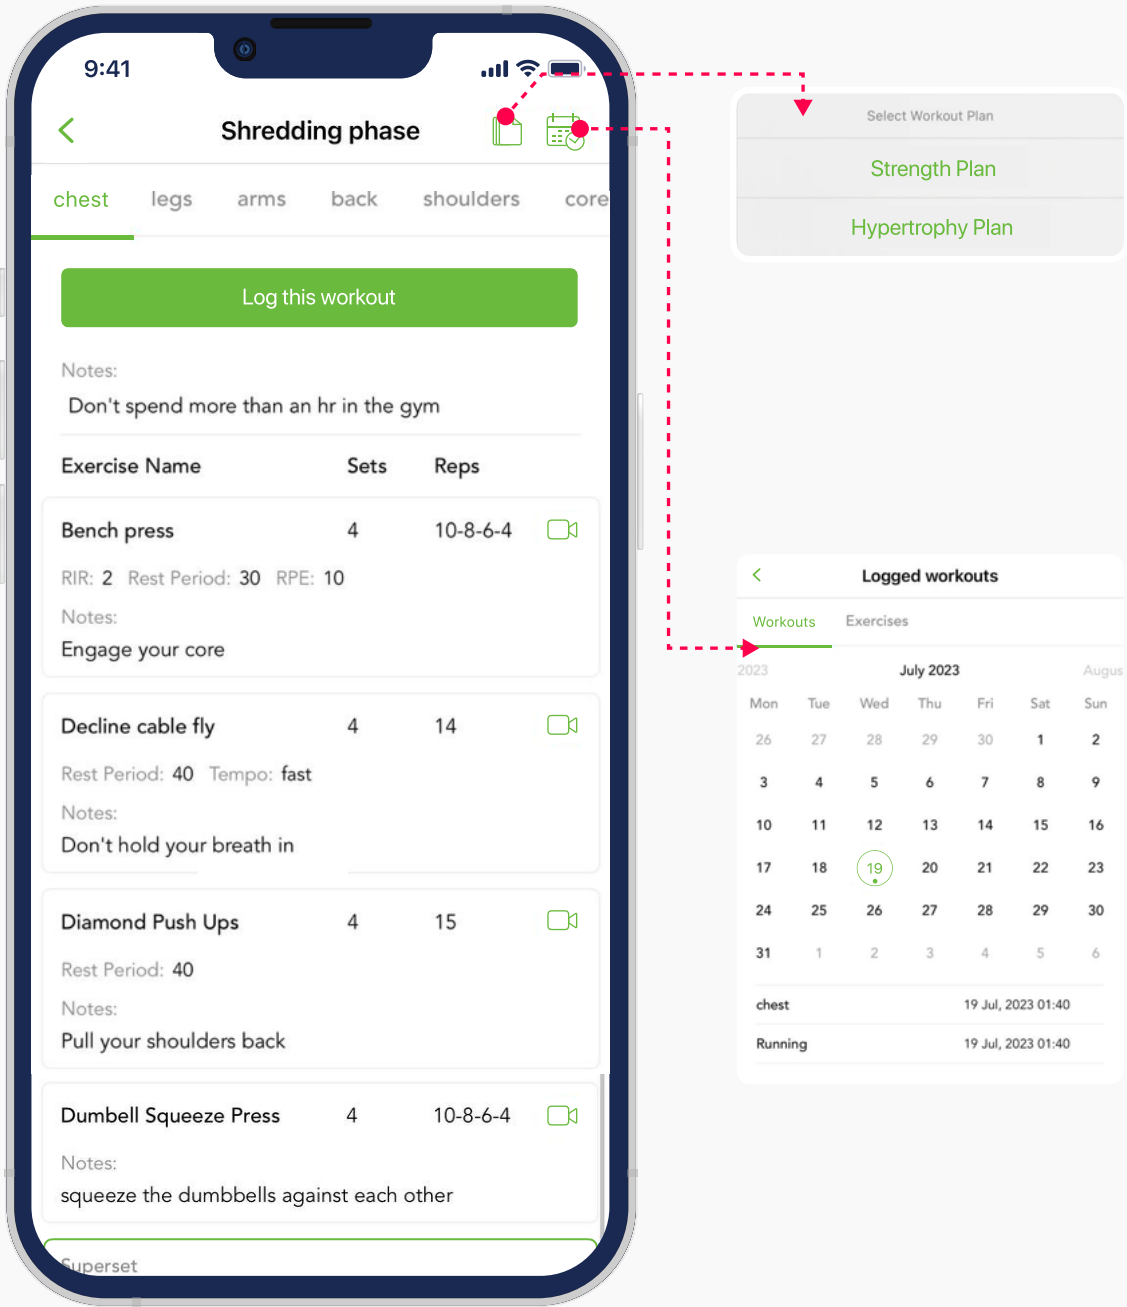 9:41
Shredding phase
chest legs arms back shoulders core
Log this workout
Notes:
Don't spend more than an hr in the gym
Exercise Name Sets Reps
Bench press 4 10-8-6-4
RIR: 2 Rest Period: 30 RPE: 10
Notes:
Engage your core
Decline cable fly 4 14
Rest Period: 40 Tempo: fast
Notes:
Don't hold your breath in
Diamond Push Ups 4 15
Rest Period: 40
Notes:
Pull your shoulders back
Dumbell Squeeze Press 4 10-8-6-4
Notes:
squeeze the dumbbells against each other
Superset
Select Workout Plan
Strength Plan
Hypertrophy Plan
Logged workouts
Workouts Exercises
2023 July 2023 Augus
Mon Tue Wed Thu Fri Sat Sun
26 27 28 29 30 1 2
3 4 5 6 7 8 9
10 11 12 13 14 15 16
17 18 19 20 21 22 23
24 25 26 27 28 29 30
31 1 2 3 4 5 6
chest 19 Jul, 2023 01:40
Running 19 Jul, 2023 01:40